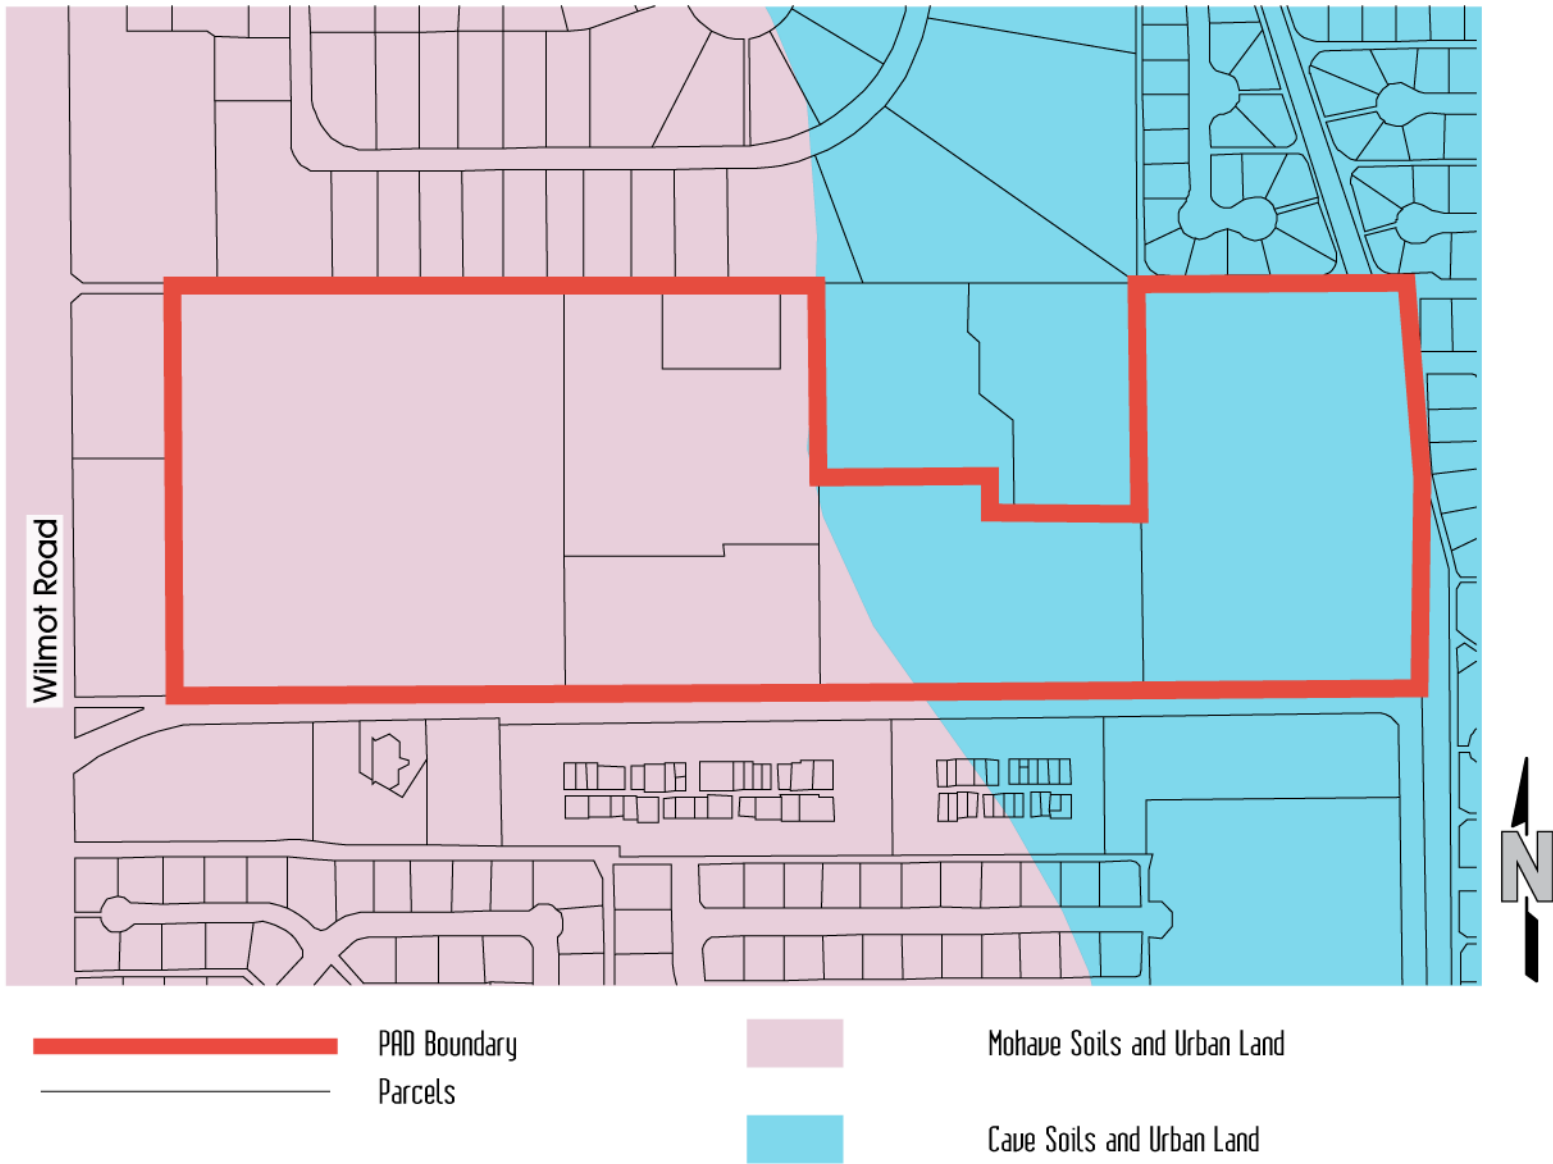 Wilmot Road
N
PAD Boundary
Mohave Soils and Urban Land
Parcels
Cave Soils and Urban Land